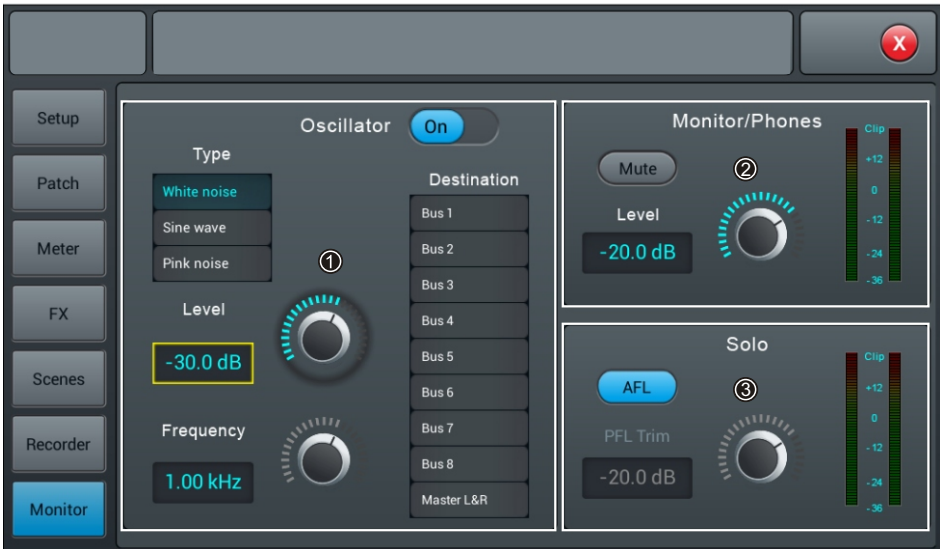 X
Setup
Patch
Meter
FX
Scenes
Recorder
Monitor
Oscillator
On
Type
White noise
Sine wave
Pink noise
①
Level
-30.0 dB
Frequency
1.00 kHz
Destination
Bus 1
Bus 2
Bus 3
Bus 4
Bus 5
Bus 6
Bus 7
Bus 8
Master L&R
Monitor/Phones
Mute
②
Level
-20.0 dB
Clip
+12
0
-12
-24
-36
Solo
AFL
③
PFL Trim
-20.0 dB
Clip
+12
0
-12
-24
-36